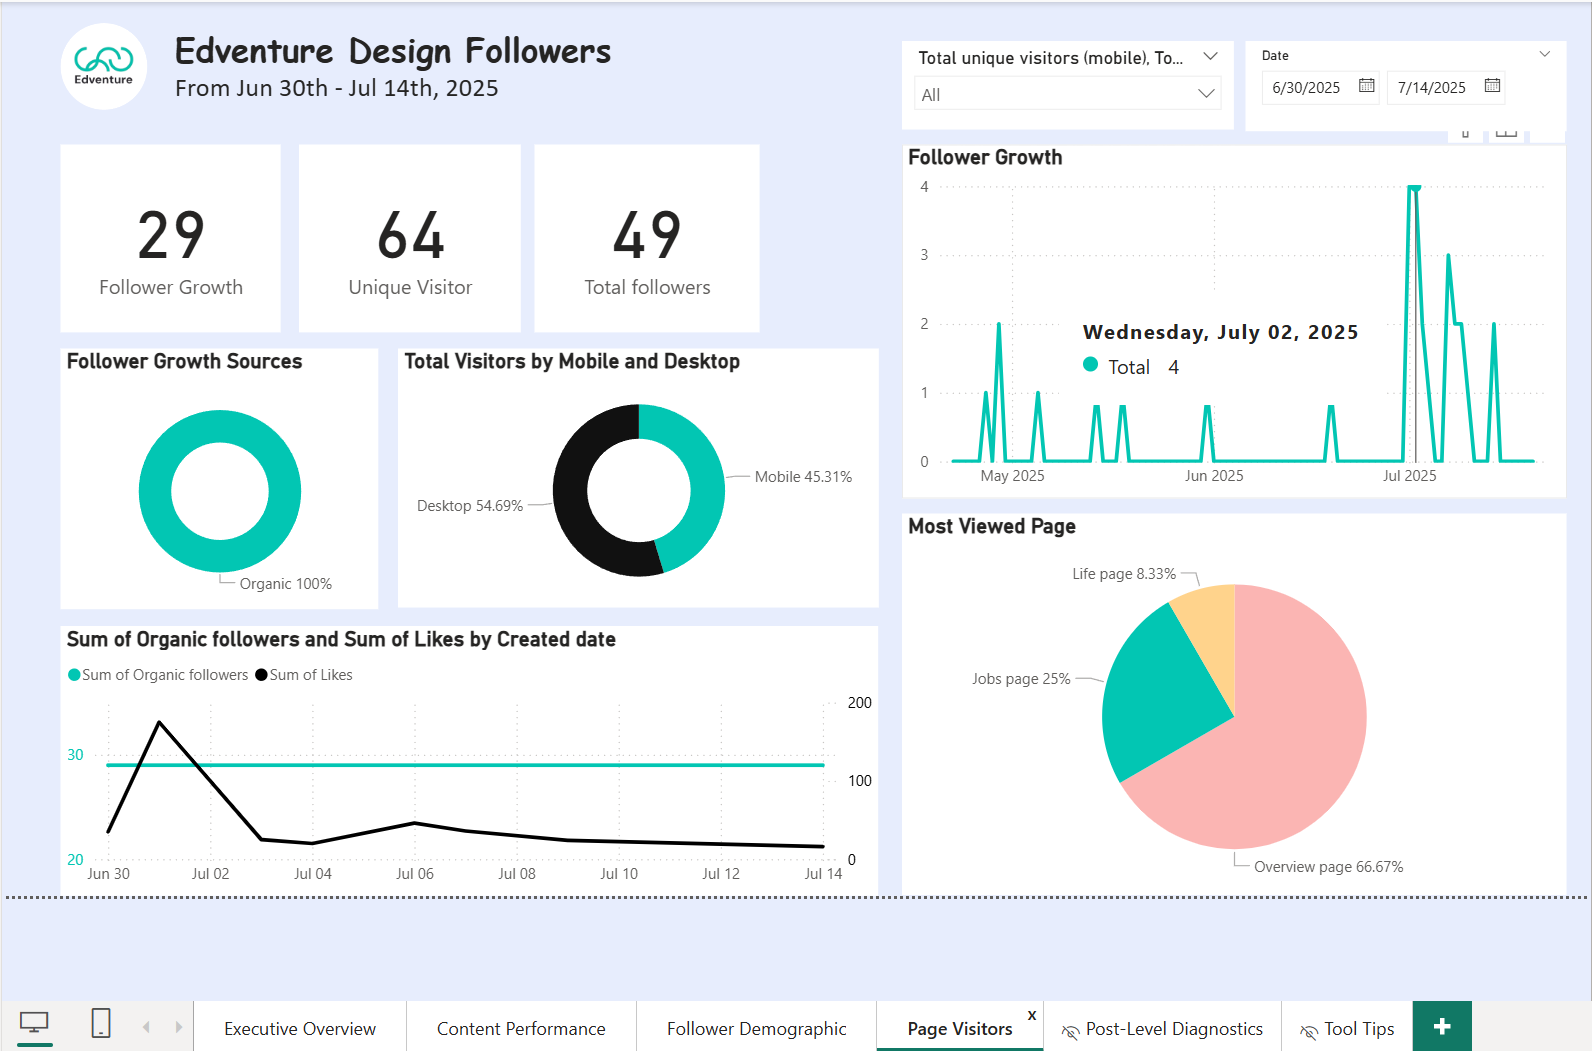 Edventure
Edventure Design Followers
From Jun 30th - Jul 14th, 2025
Total unique visitors (mobile), To...
All
Date
6/30/2025
7/14/2025
29
Follower Growth
64
Unique Visitor
49
Total followers
Follower Growth
4
3
2
1
0
May 2025
Jun 2025
Jul 2025
Wednesday, July 02, 2025
Total 4
Follower Growth Sources
Organic 100%
Total Visitors by Mobile and Desktop
Mobile 45.31%
Desktop 54.69%
Most Viewed Page
Life page 8.33%
Jobs page 25%
Overview page 66.67%
Sum of Organic followers and Sum of Likes by Created date
Sum of Organic followers
Sum of Likes
200
30
100
20
0
Jun 30
Jul 02
Jul 04
Jul 06
Jul 08
Jul 10
Jul 12
Jul 14
Executive Overview
Content Performance
Follower Demographic
Page Visitors
x
Post-Level Diagnostics
Tool Tips
+